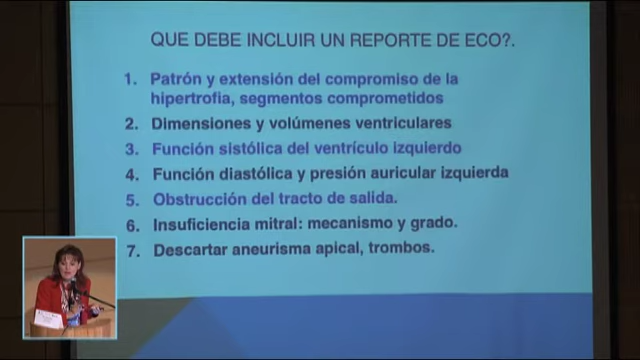 QUE DEBE INCLUIR UN REPORTE DE ECO?.
1. Patrón y extensión del compromiso de la
hipertrofia, segmentos comprometidos
2. Dimensiones y volúmenes ventriculares
3. Función sistólica del ventrículo izquierdo
4. Función diastólica y presión auricular izquierda
5. Obstrucción del tracto de salida.
6. Insuficiencia mitral: mecanismo y grado.
7. Descartar aneurisma apical, trombos.